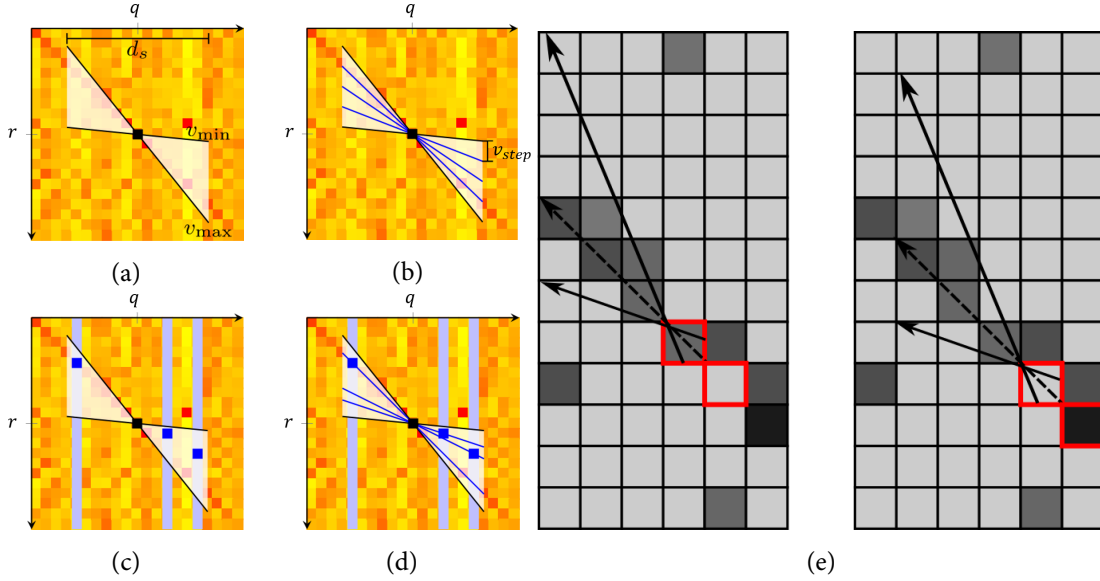 q q
d_s
r v_min r v_step
v_max
(a) (b)
q q
r r
(c) (d) (e)